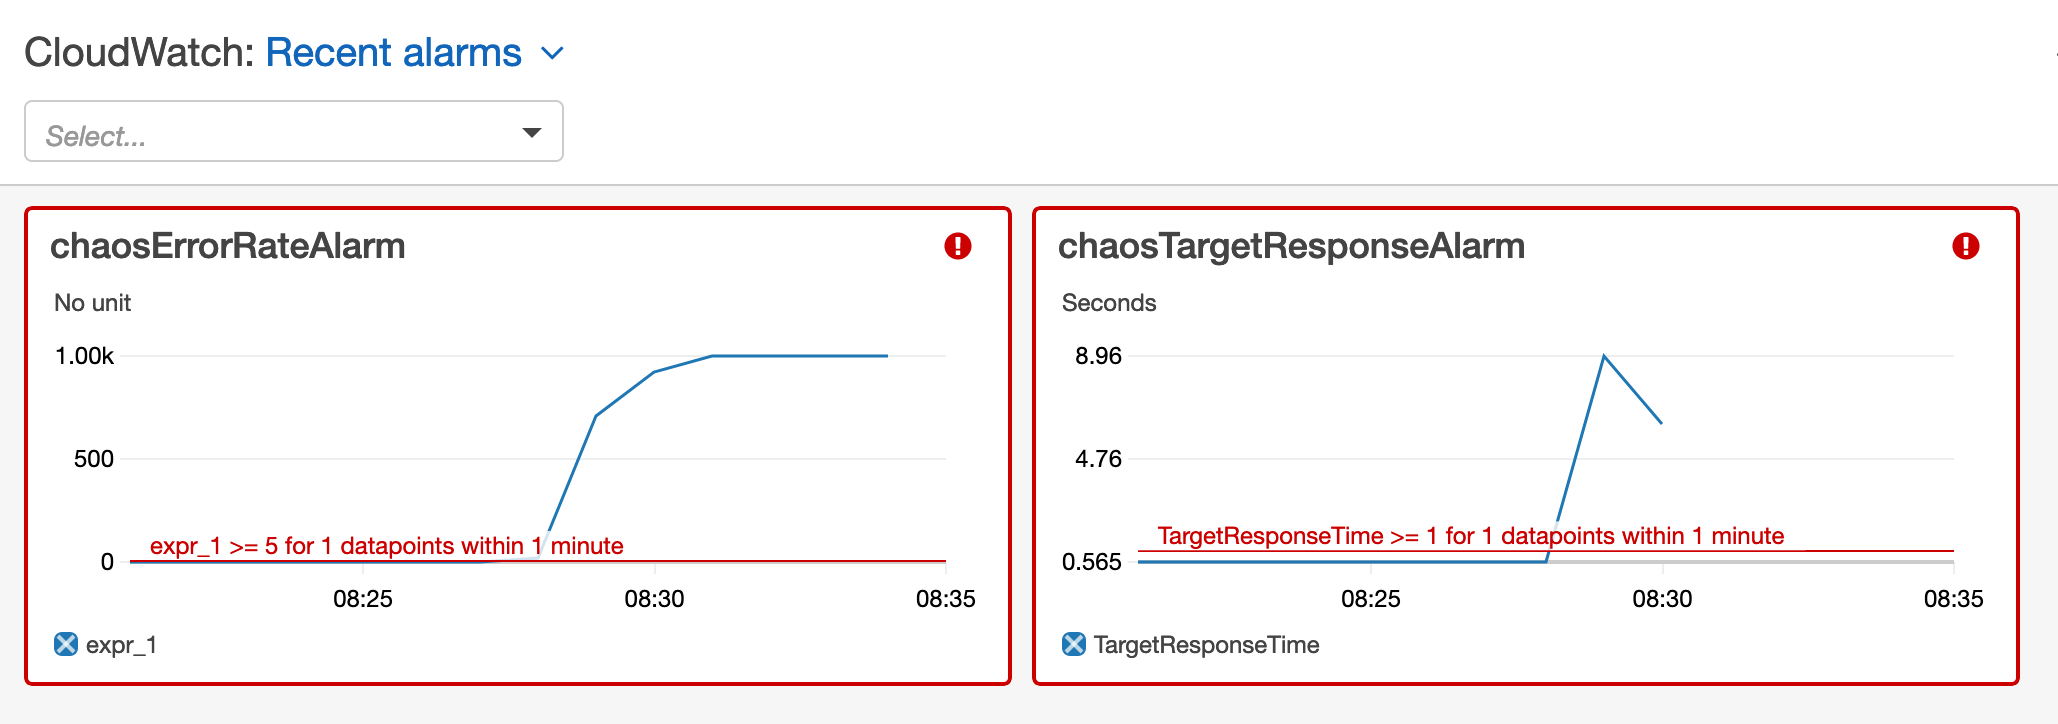 CloudWatch: Recent alarms
Select...
chaosErrorRateAlarm
No unit
1.00k
500
expr_1 >= 5 for 1 datapoints within 1 minute
0
08:25 08:30 08:35
expr_1
chaosTargetResponseAlarm
Seconds
8.96
4.76
TargetResponseTime >= 1 for 1 datapoints within 1 minute
0.565
08:25 08:30 08:35
TargetResponseTime